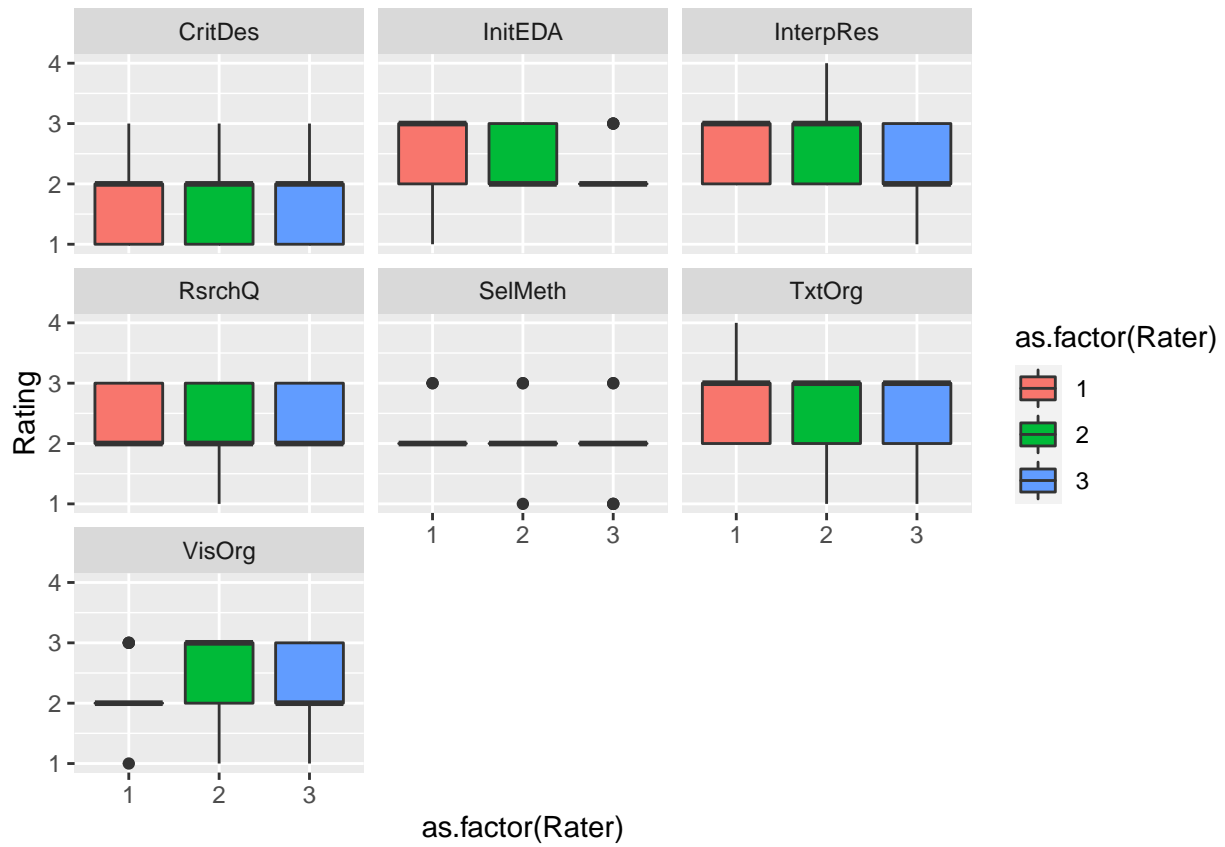 CritDes InitEDA InterpRes
4
3
2
1
RsrchQ SelMeth TxtOrg
4
3
2
1
1 2 3 1 2 3
VisOrg
4
3
2
1
1 2 3
Rating
as.factor(Rater)
as.factor(Rater)
1
2
3